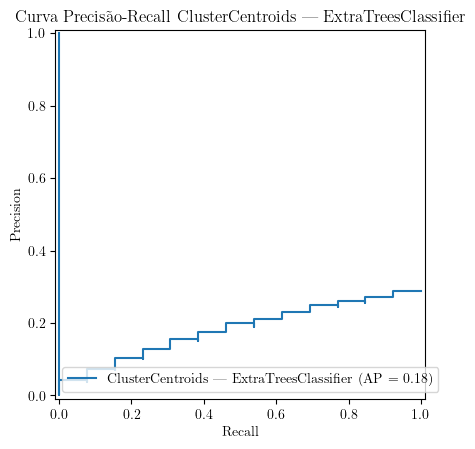 Curva Precisão-Recall ClusterCentroids — ExtraTreesClassifier
1.0
0.8
0.6
0.4
0.2
0.0
Precision
ClusterCentroids — ExtraTreesClassifier (AP = 0.18)
0.0 0.2 0.4 0.6 0.8 1.0
Recall